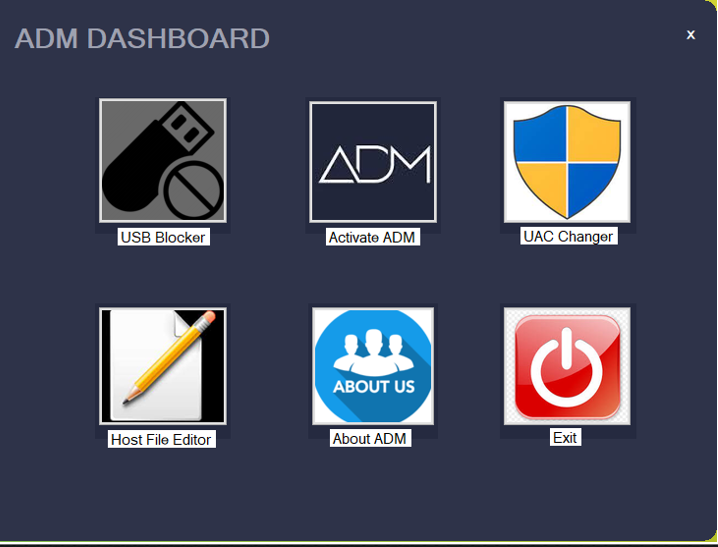 ADM DASHBOARD
x
ADM
USB Blocker
Activate ADM
UAC Changer
ABOUT US
Host File Editor
About ADM
Exit